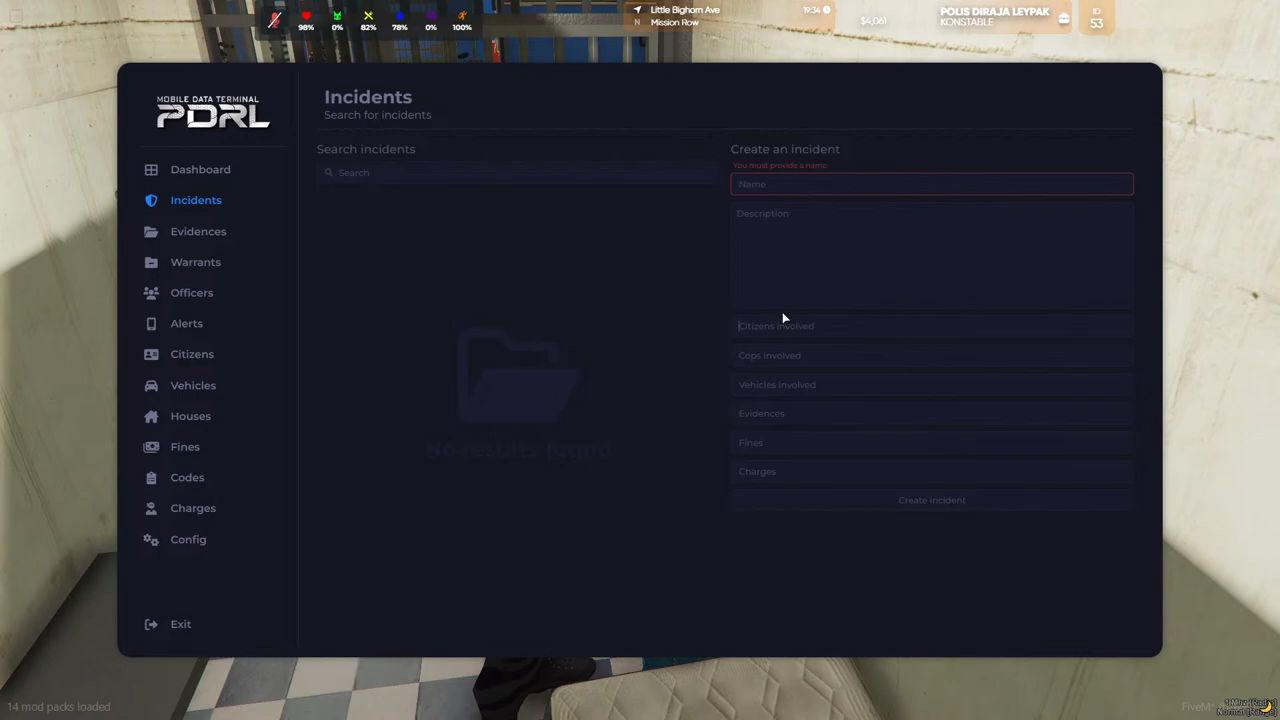 Little Bighorn Ave
N Mission Row
19:34
$4,061
POLIS DIRAJA LEYPAK
KONSTABLE
ID
53
98%
0%
82%
78%
0%
100%
MOBILE DATA TERMINAL
PDRL
Dashboard
Incidents
Evidences
Warrants
Officers
Alerts
Citizens
Vehicles
Houses
Fines
Codes
Charges
Config
Exit
Incidents
Search for incidents
Search incidents
Search
No results found
Create an incident
You must provide a name
Name
Description
Citizens involved
Cops involved
Vehicles involved
Evidences
Fines
Charges
Create incident
14 mod packs loaded
FiveM